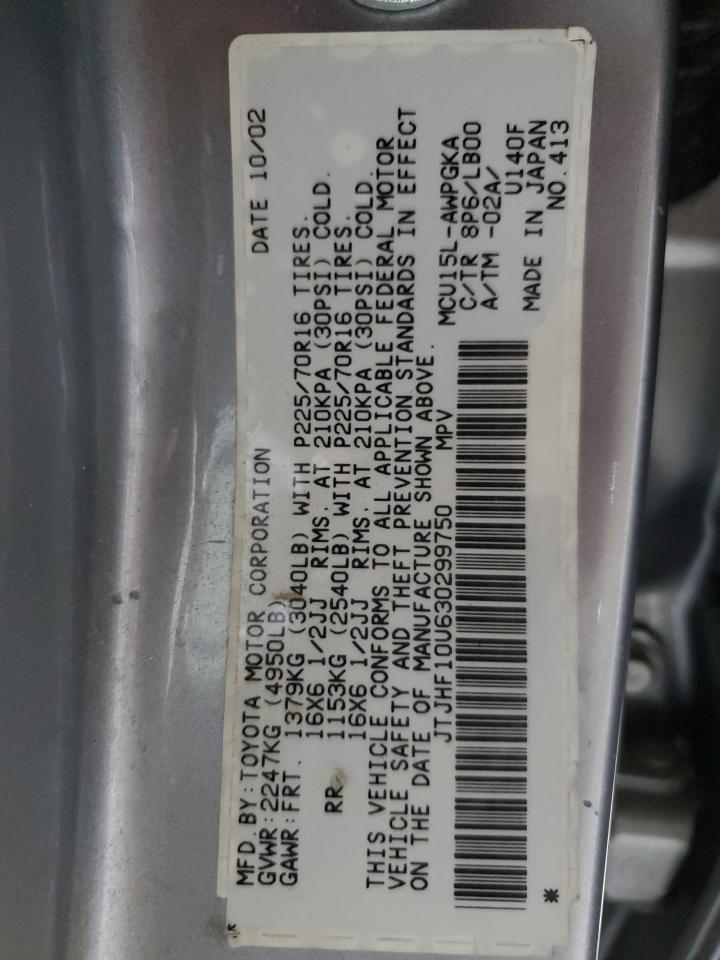 MFD.BY:TOYOTA MOTOR CORPORATION DATE 10/02
GVWR:2247KG (4950LB)
GAWR:FRT. 1379KG (3040LB) WITH P225/70R16 TIRES.
16X6 1/2JJ RIMS. AT 210KPA (30PSI) COLD.
RR. 1153KG (2540LB) WITH P225/70R16 TIRES.
16X6 1/2JJ RIMS. AT 210KPA (30PSI) COLD.
THIS VEHICLE CONFORMS TO ALL APPLICABLE FEDERAL MOTOR
VEHICLE SAFETY AND THEFT PREVENTION STANDARDS IN EFFECT
ON THE DATE OF MANUFACTURE SHOWN ABOVE.
JTJHF10U630299750 MPV
MCU15L-AWPGKA
C/TR 8P6/LB00
A/TM -02A/
U140F
MADE IN JAPAN
NO.413